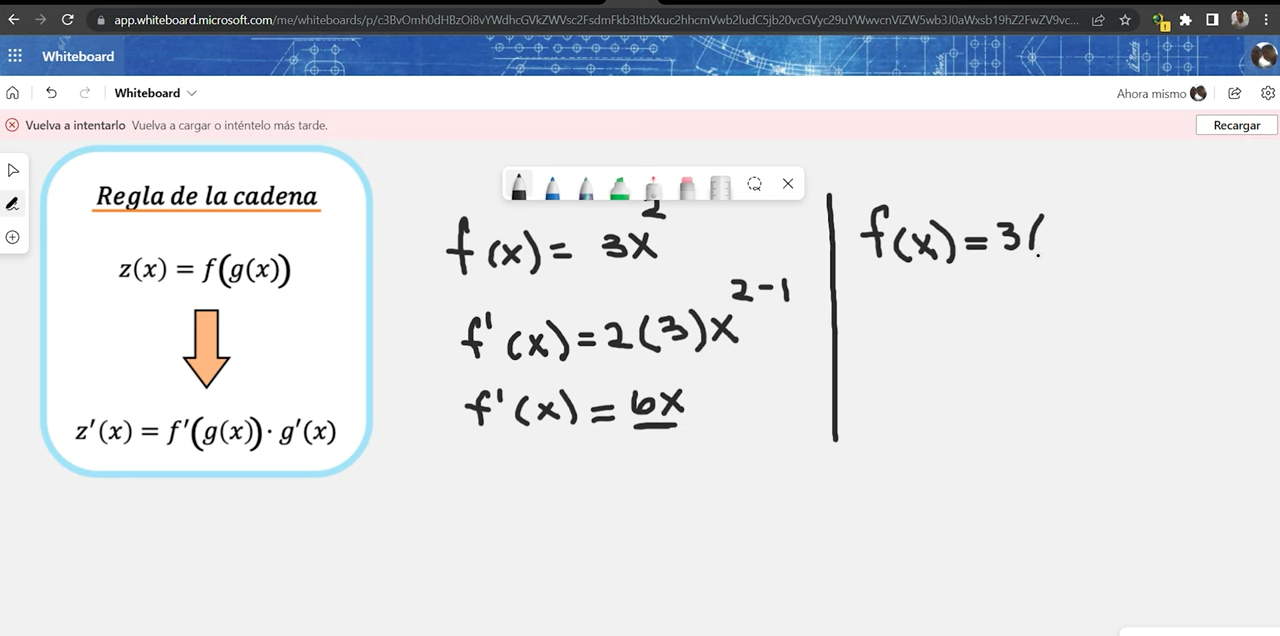 Whiteboard
Whiteboard
Ahora mismo
Vuelva a intentarlo Vuelva a cargar o inténtelo más tarde.
Recargar
Regla de la cadena
z(x) = f(g(x))
z'(x) = f'(g(x)) · g'(x)
f(x) = 3x²
f'(x) = 2(3)x²⁻¹
f'(x) = 6x
f(x) = 3(